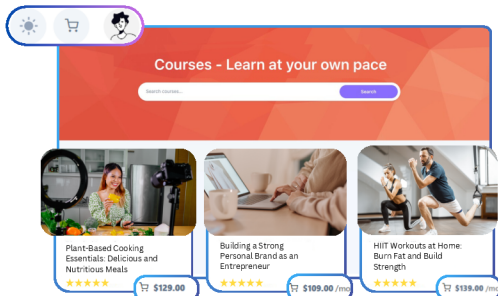 Courses - Learn at your own pace
Search courses...
Search
Plant-Based Cooking
Essentials: Delicious and
Nutritious Meals
$129.00
Building a Strong
Personal Brand as an
Entrepreneur
$109.00 /mo
HIIT Workouts at Home:
Burn Fat and Build
Strength
$139.00 /mo